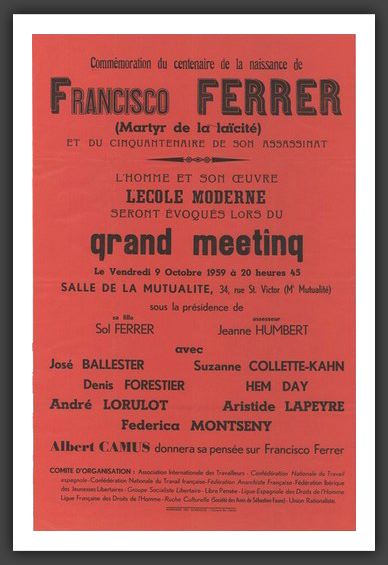 Commémoration du centenaire de la naissance de
FRANCISCO FERRER
(Martyr de la laïcité)
ET DU CINQUANTENAIRE DE SON ASSASSINAT
L'HOMME ET SON ŒUVRE
LECOLE MODERNE
SERONT ÉVOQUÉS LORS DU
grand meeting
Le Vendredi 9 Octobre 1959 à 20 heures 45
SALLE DE LA MUTUALITE, 34, rue St. Victor (Mº Mutualité)
sous la présidence de
sa fille assesseur
Sol FERRER Jeanne HUMBERT
avec
José BALLESTER Suzanne COLLETTE-KAHN
Denis FORESTIER HEM DAY
André LORULOT Aristide LAPEYRE
Federica MONTSENY
Albert CAMUS donnera sa pensée sur Francisco Ferrer
COMITE D'ORGANISATION : Association Internationale des Travailleurs - Confédération Nationale du Travail
espagnole - Confédération Nationale du Travail française - Fédération Anarchiste Française - Fédération Ibérique
des Jeunesses Libertaires - Groupe Socialiste Libertaire - Libre Pensée - Ligue Espagnole des Droits de l'Homme
Ligue Française des Droits de l'Homme - Ruche Culturelle (Société des Amis de Sébastien Faure) - Union Rationaliste.